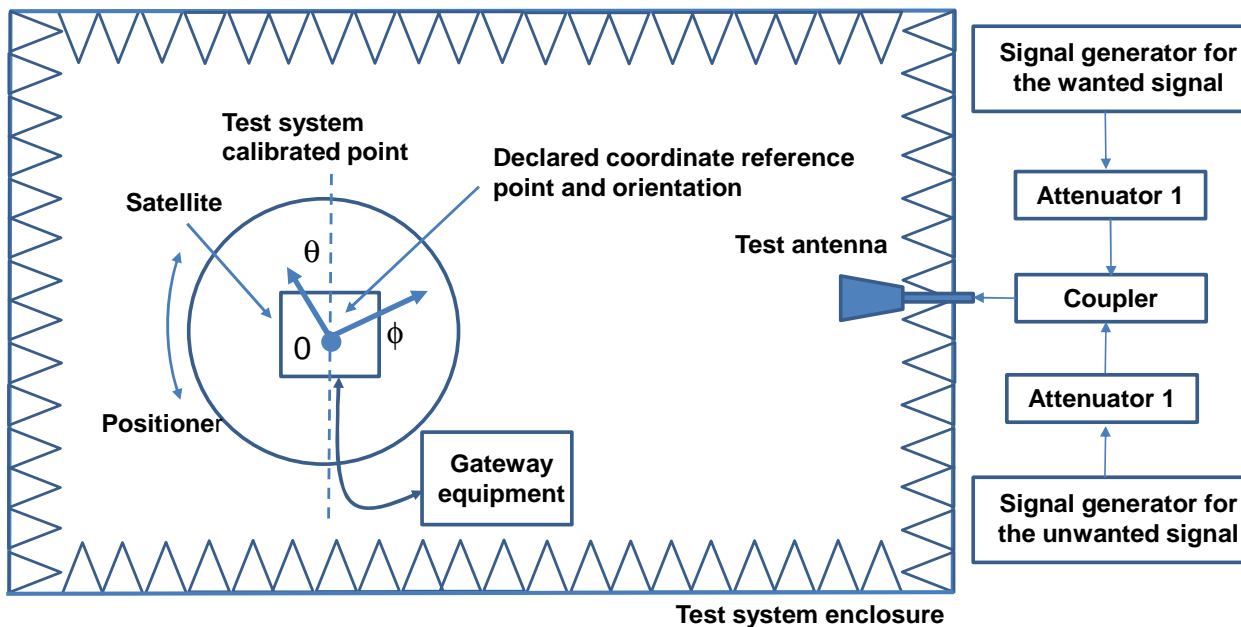 Signal generator for
the wanted signal
Test system
calibrated point
Declared coordinate reference
point and orientation
Attenuator 1
Satellite
Test antenna
θ
Coupler
0
ϕ
Attenuator 1
Positioner
Gateway
equipment
Signal generator for
the unwanted signal
Test system enclosure